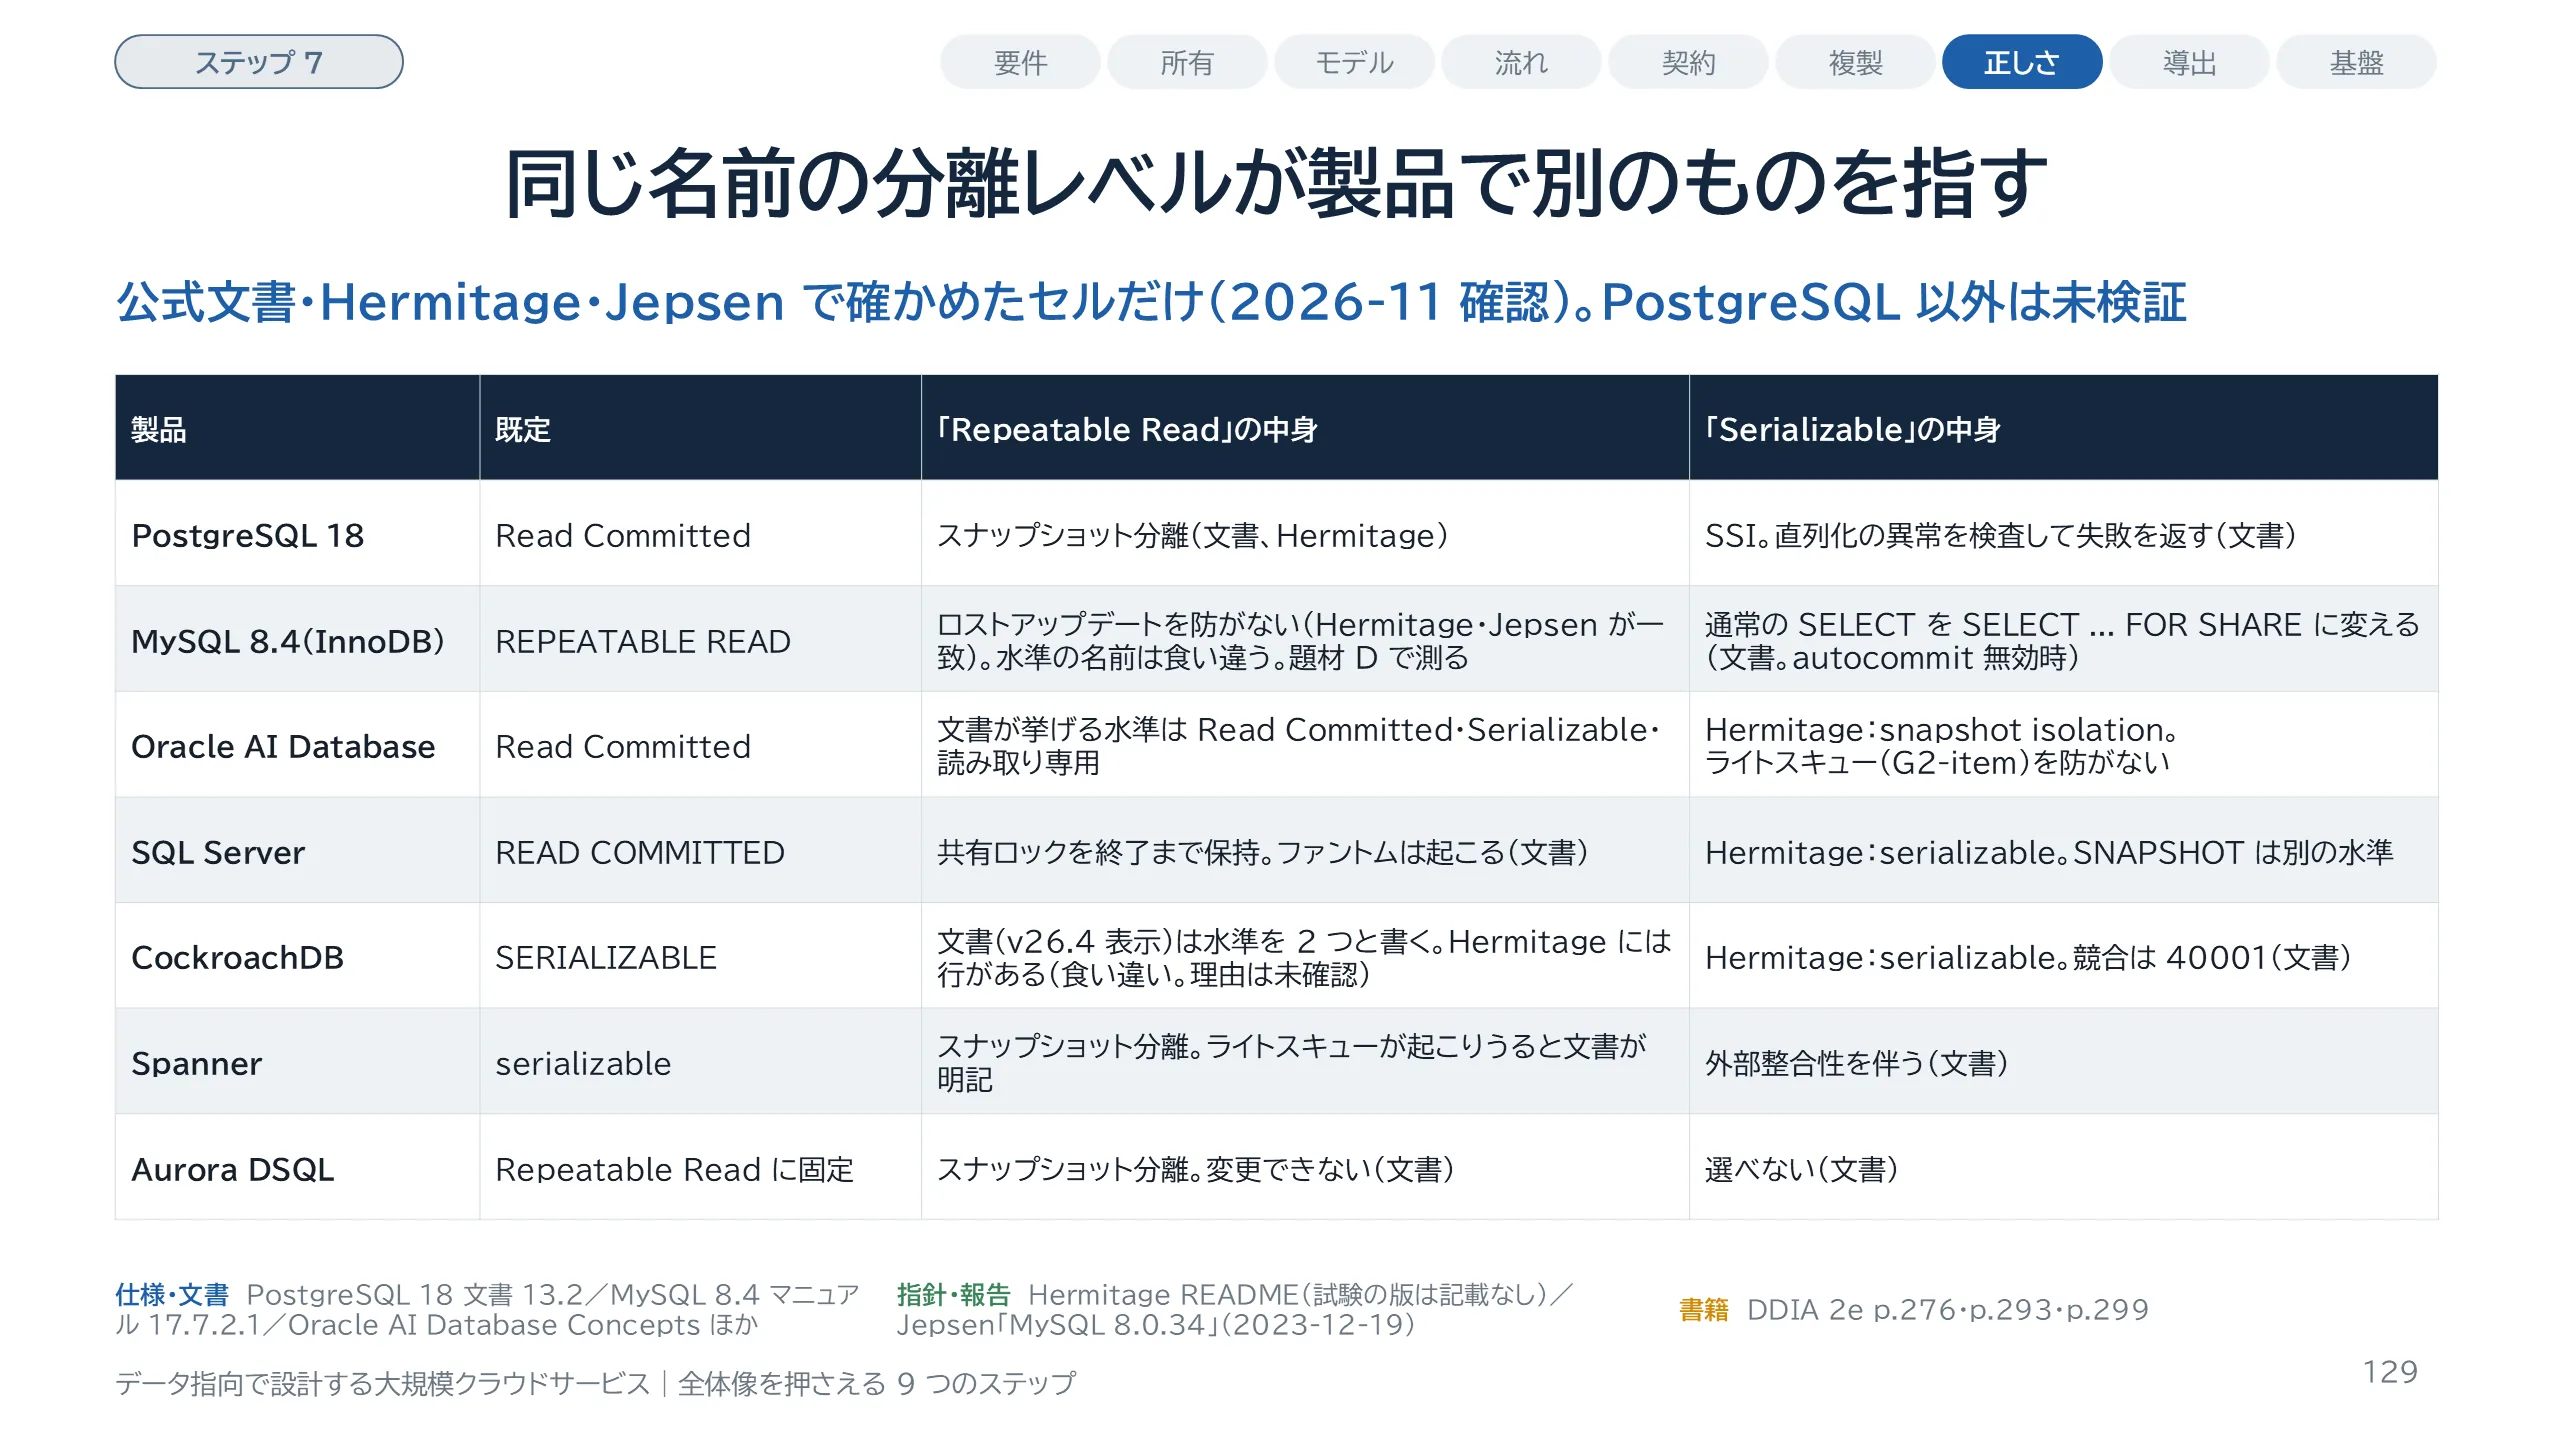 ステップ 7
要件
所有
モデル
流れ
契約
複製
正しさ
導出
基盤
同じ名前の分離レベルが製品で別のものを指す
公式文書・Hermitage・Jepsen で確かめたセルだけ（2026-11 確認）。PostgreSQL 以外は未検証
製品
既定
「Repeatable Read」の中身
「Serializable」の中身
PostgreSQL 18
Read Committed
スナップショット分離（文書、Hermitage）
SSI。直列化の異常を検査して失敗を返す（文書）
MySQL 8.4（InnoDB）
REPEATABLE READ
ロストアップデートを防がない（Hermitage・Jepsen が一
致）。水準の名前は食い違う。題材 D で測る
通常の SELECT を SELECT ... FOR SHARE に変える
（文書。autocommit 無効時）
Oracle AI Database
Read Committed
文書が挙げる水準は Read Committed・Serializable・
読み取り専用
Hermitage：snapshot isolation。
ライトスキュー（G2-item）を防がない
SQL Server
READ COMMITTED
共有ロックを終了まで保持。ファントムは起こる（文書）
Hermitage：serializable。SNAPSHOT は別の水準
CockroachDB
SERIALIZABLE
文書（v26.4 表示）は水準を 2 つと書く。Hermitage には
行がある（食い違い。理由は未確認）
Hermitage：serializable。競合は 40001（文書）
Spanner
serializable
スナップショット分離。ライトスキューが起こりうると文書が
明記
外部整合性を伴う（文書）
Aurora DSQL
Repeatable Read に固定
スナップショット分離。変更できない（文書）
選べない（文書）
仕様・文書 PostgreSQL 18 文書 13.2／MySQL 8.4 マニュア
ル 17.7.2.1／Oracle AI Database Concepts ほか
指針・報告 Hermitage README（試験の版は記載なし）／
Jepsen「MySQL 8.0.34」（2023-12-19）
書籍 DDIA 2e p.276・p.293・p.299
データ指向で設計する大規模クラウドサービス｜全体像を押さえる 9 つのステップ
129